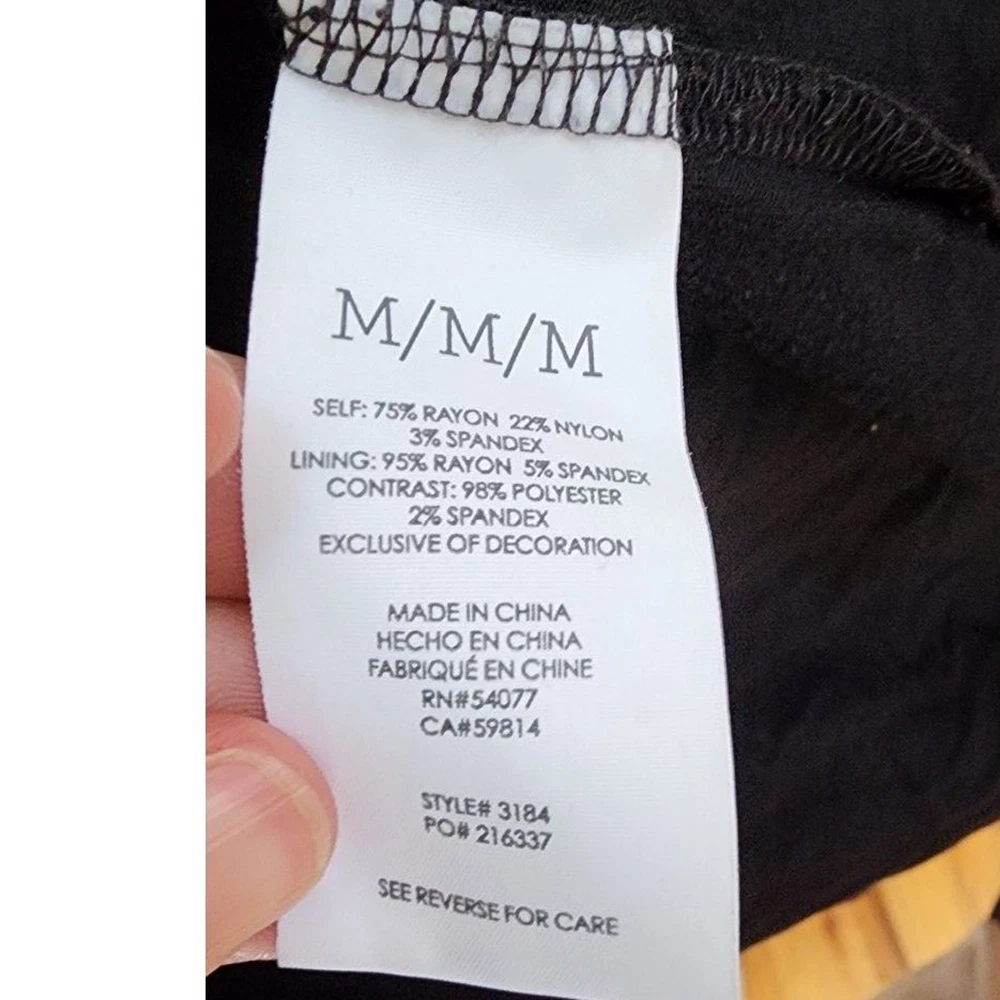 M/M/M
SELF: 75% RAYON 22% NYLON
3% SPANDEX
LINING: 95% RAYON 5% SPANDEX
CONTRAST: 98% POLYESTER
2% SPANDEX
EXCLUSIVE OF DECORATION
MADE IN CHINA
HECHO EN CHINA
FABRIQUÉ EN CHINE
RN#54077
CA#59814
STYLE# 3184
PO# 216337
SEE REVERSE FOR CARE